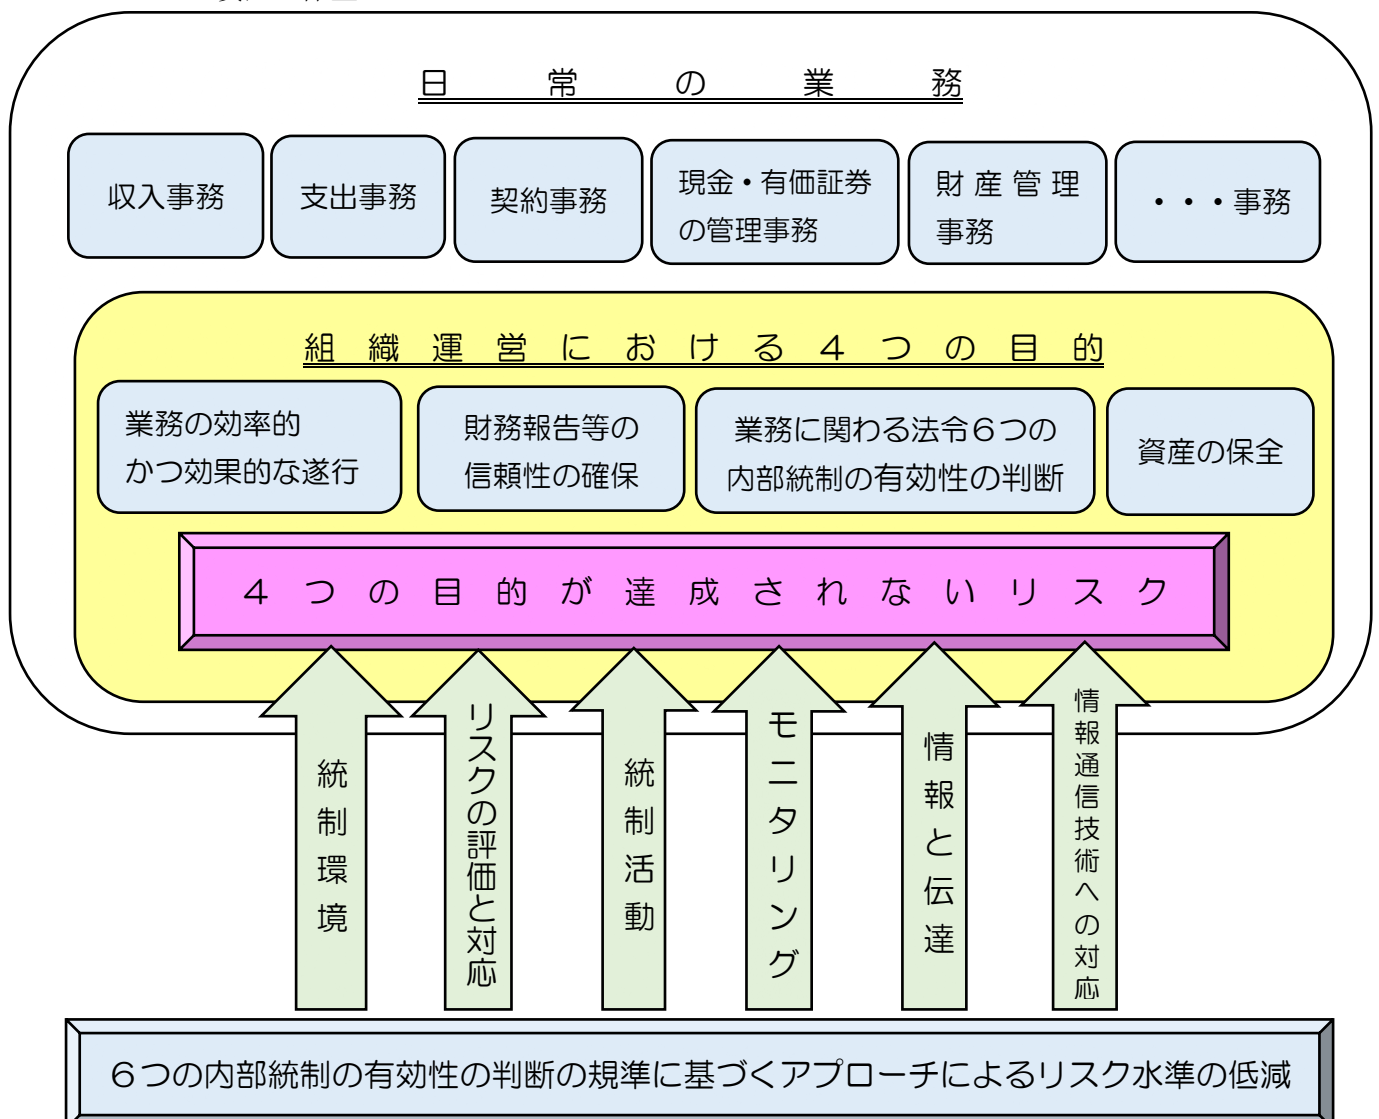 日常の業務
収入事務
支出事務
契約事務
現金・有価証券
の管理事務
財産管理
事務
・・・事務
組織運営における４つの目的
業務の効率的
かつ効果的な遂行
財務報告等の
信頼性の確保
業務に関わる法令６つの
内部統制の有効性の判断
資産の保全
４つの目的が達成されないリスク
統制環境
リスクの評価と対応
統制活動
モニタリング
情報と伝達
情報通信技術への対応
６つの内部統制の有効性の判断の規準に基づくアプローチによるリスク水準の低減